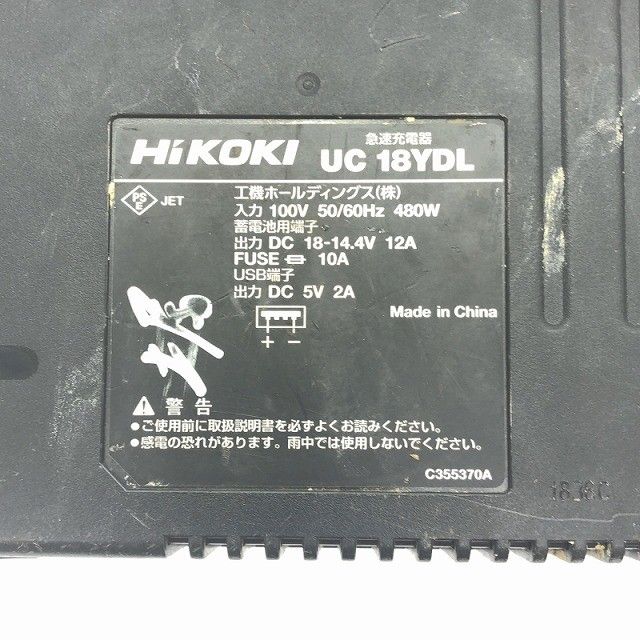 急速充電器
HiKOKI UC 18YDL
PS E JET
工機ホールディングス(株)
入力 100V 50/60Hz 480W
蓄電池用端子
出力 DC 18-14.4V 12A
FUSE 10A
USB端子
出力 DC 5V 2A
Made in China
+ −
警告
●ご使用前に取扱説明書を必ずよくお読みください。
●感電の恐れがあります。雨中では使用しないでください。
C355370A